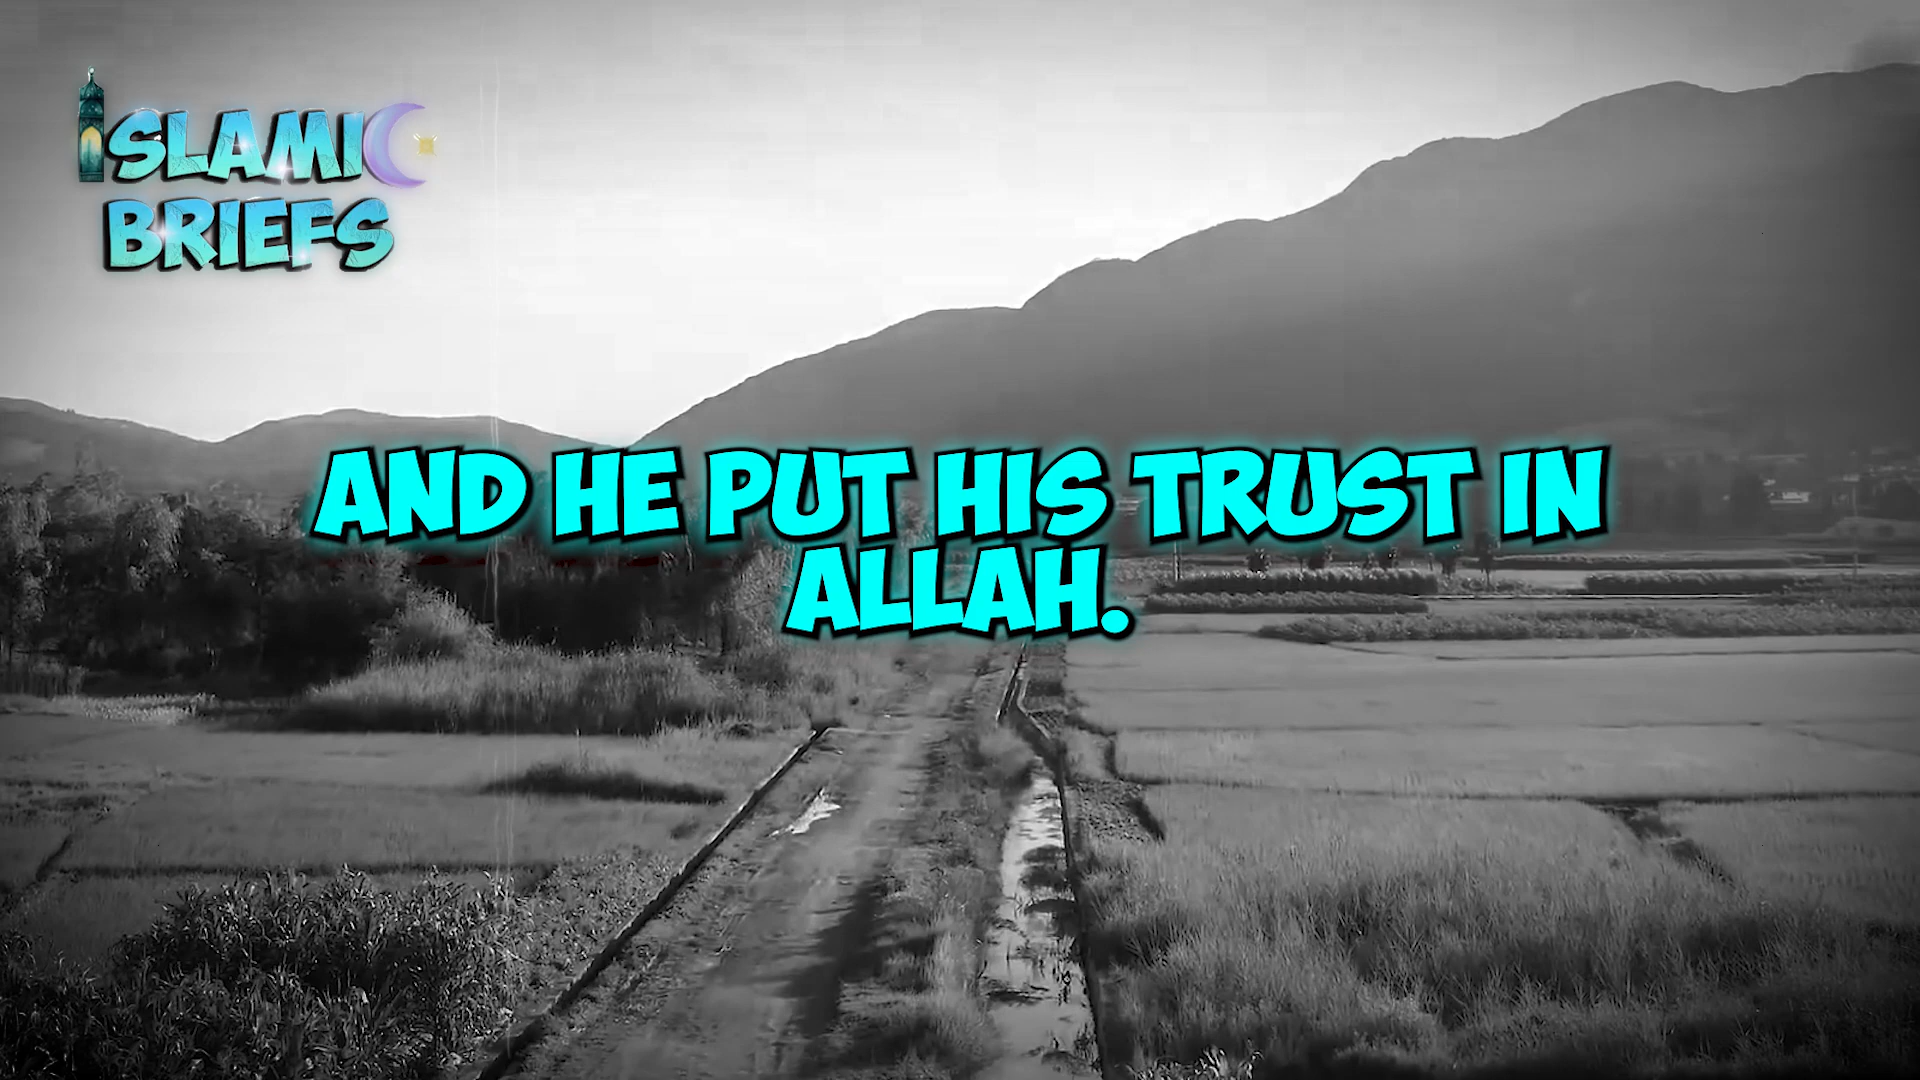 ISLAMIC
BRIEFS
AND HE PUT HIS TRUST IN
ALLAH.